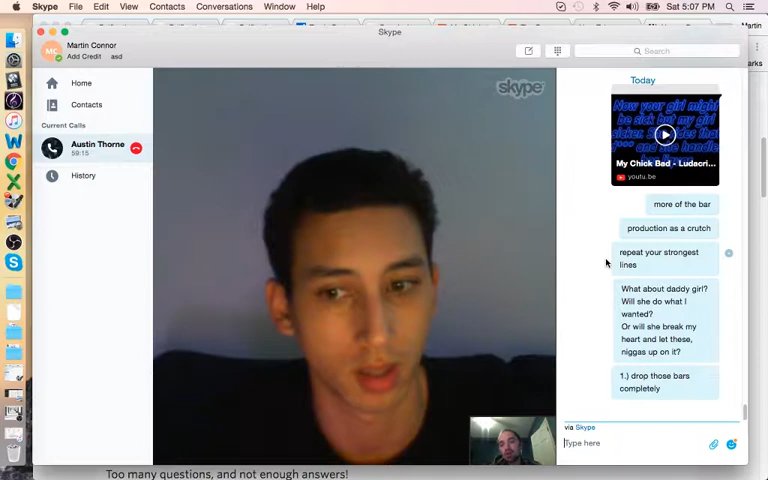 Skype File Edit View Contacts Conversations Window Help Sat 5:07 PM Martin
Skype
MC
Martin Connor
Add Credit asd
Search
Home
Contacts
Current Calls
Austin Thorne
59:15
History
skype
Today
Now your girl might
be sick but my girl
My Chick Bad - Ludacri...
youtu.be
more of the bar
production as a crutch
repeat your strongest
lines
What about daddy girl?
Will she do what I
wanted?
Or will she break my
heart and let these,
niggas up on it?
1.) drop those bars
completely
via Skype
Type here
Too many questions, and not enough answers!